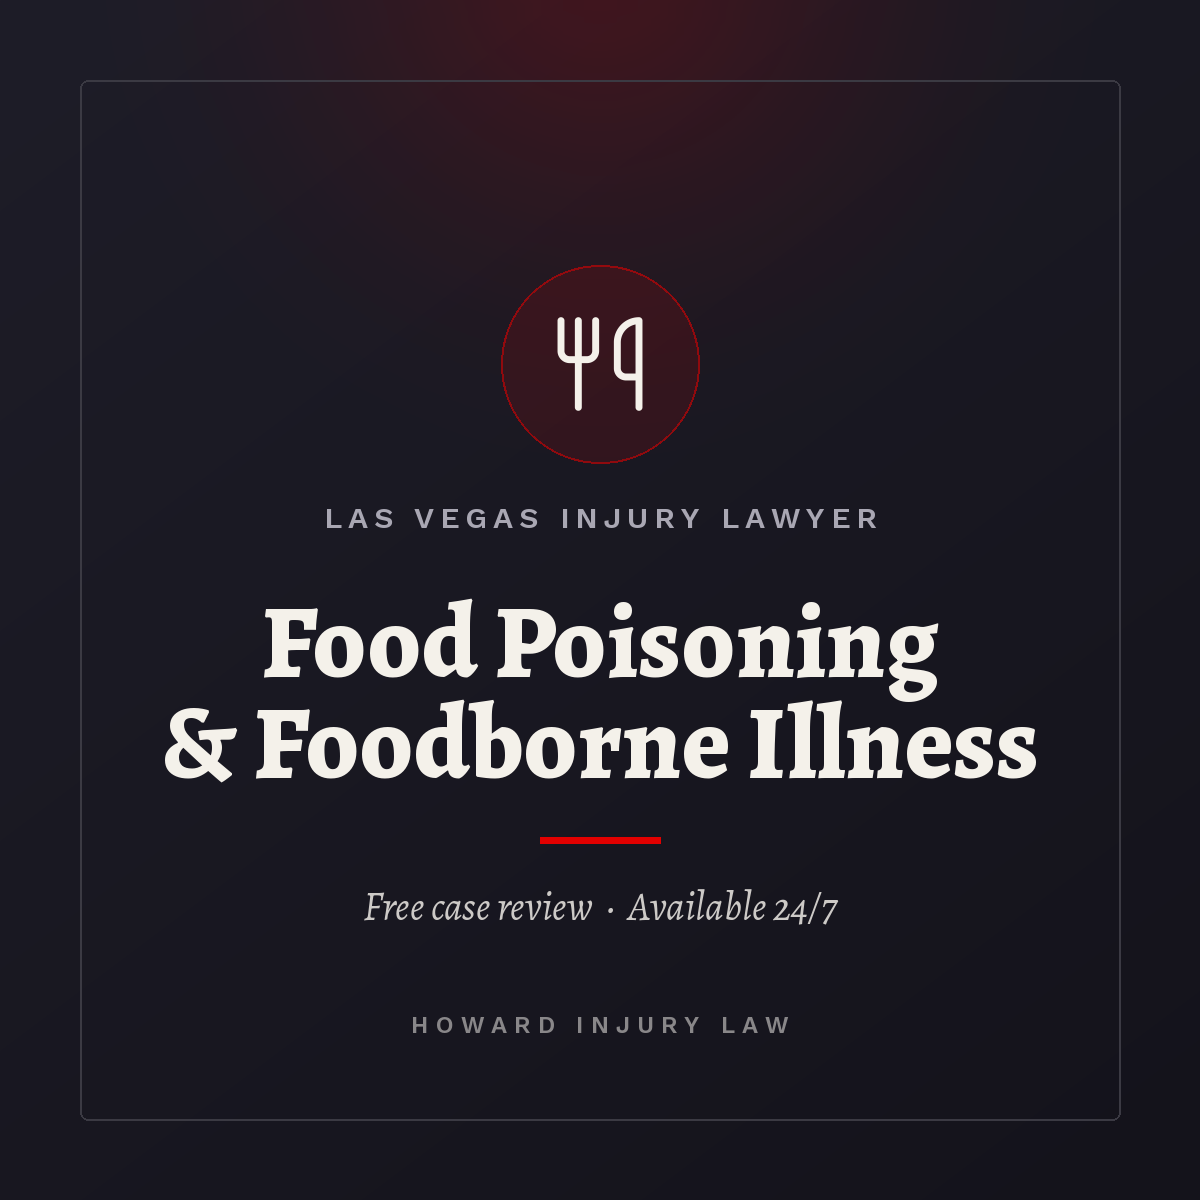 LAS VEGAS INJURY LAWYER
Food Poisoning
& Foodborne Illness
Free case review · Available 24/7
HOWARD INJURY LAW